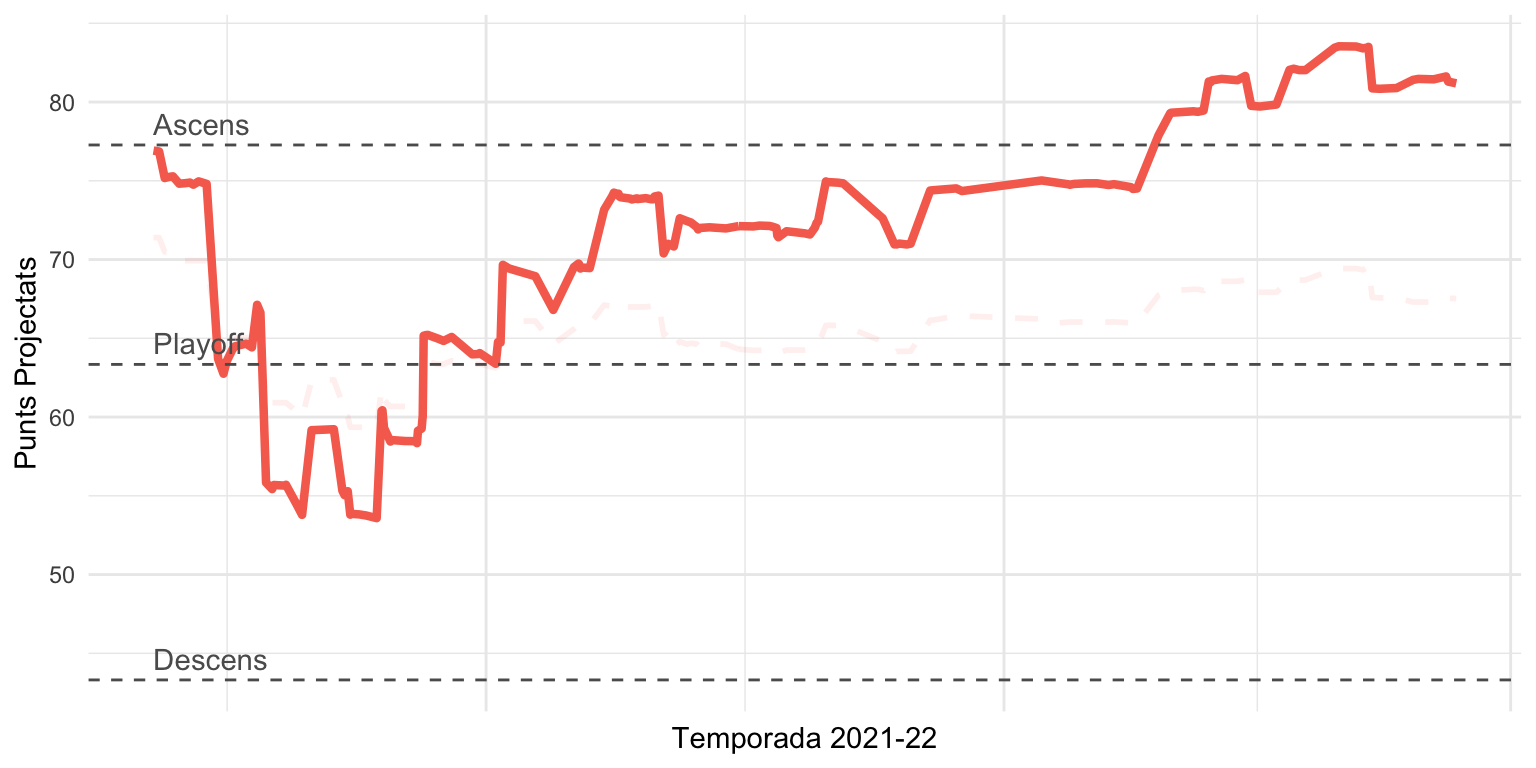 80
70
60
50
Punts Projectats
Ascens
Playoff
Descens
Temporada 2021-22